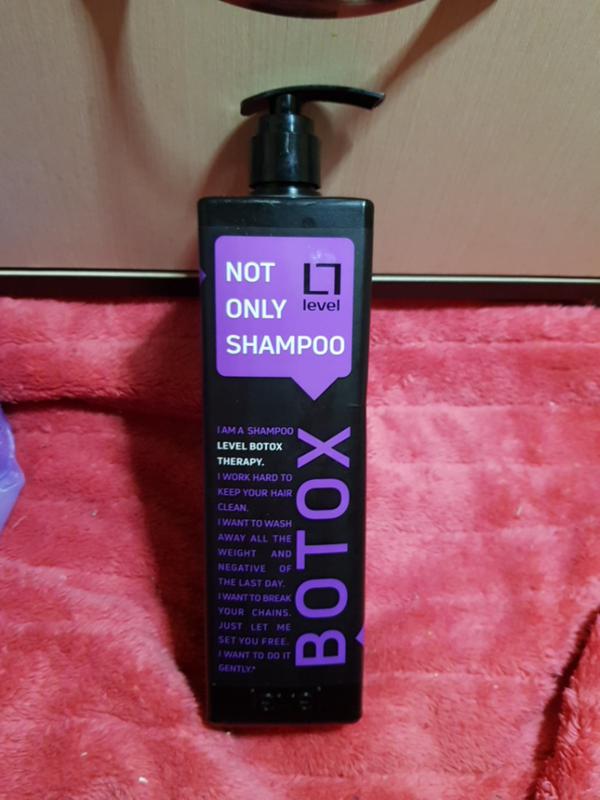 NOT
ONLY
SHAMPOO
level
I AM A SHAMPOO
LEVEL BOTOX
THERAPY.
I WORK HARD TO
KEEP YOUR HAIR
CLEAN.
I WANT TO WASH
AWAY ALL THE
WEIGHT AND
NEGATIVE OF
THE LAST DAY.
I WANT TO BREAK
YOUR CHAINS.
JUST LET ME
SET YOU FREE.
I WANT TO DO IT
GENTLY."
BOTOX